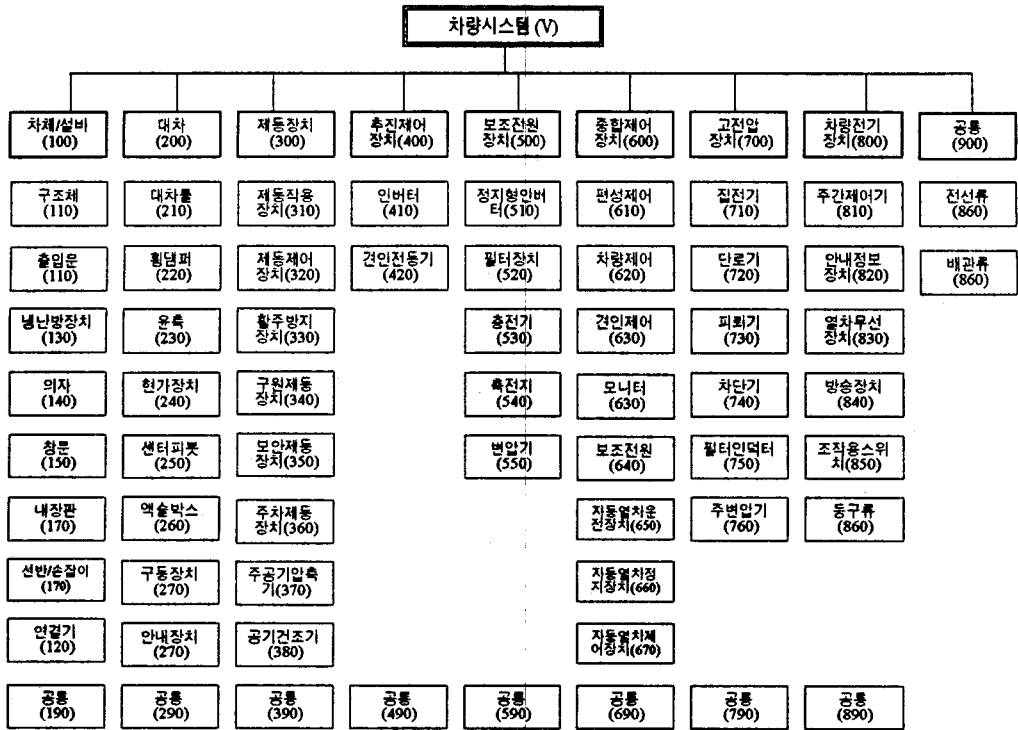 차량시스템 (V)
차체/설바
(100)
대차
(200)
제동장치
(300)
추진제어
장치(400)
보조전원
장치(500)
종합제어
장치(600)
고전압
장치(700)
차량전기
장치(800)
공통
(900)
구조체
(110)
대차틀
(210)
제동작용
장치(310)
인버터
(410)
정지형인버
터(510)
편성제어
(610)
집전기
(710)
주간제어기
(810)
전선류
(860)
출입문
(110)
횡댐퍼
(220)
제동제어
장치(320)
견인전동기
(420)
필터장치
(520)
차량제어
(620)
단로기
(720)
안내정보
장치(820)
배관류
(860)
냉난방장치
(130)
윤축
(230)
활주방지
장치(330)
충전기
(530)
견인제어
(630)
피뢰기
(730)
열차무선
장치(830)
의자
(140)
현가장치
(240)
구원제동
장치(340)
축전지
(540)
모니터
(630)
차단기
(740)
방송장치
(840)
창문
(150)
센터피봇
(250)
보안제동
장치(350)
변압기
(550)
보조전원
(640)
필터인덕터
(750)
조작용스위
치(850)
내장판
(170)
액슬박스
(260)
주차제동
장치(360)
자동열차운
전장치(650)
주변압기
(760)
등구류
(860)
선반/손잡이
(170)
구동장치
(270)
주공기압축
기(370)
자동열차정
지장치(660)
연결기
(120)
안내장치
(270)
공기건조기
(380)
자동열차제
어장치(670)
공통
(190)
공통
(290)
공통
(390)
공통
(490)
공통
(590)
공통
(690)
공통
(790)
공통
(890)